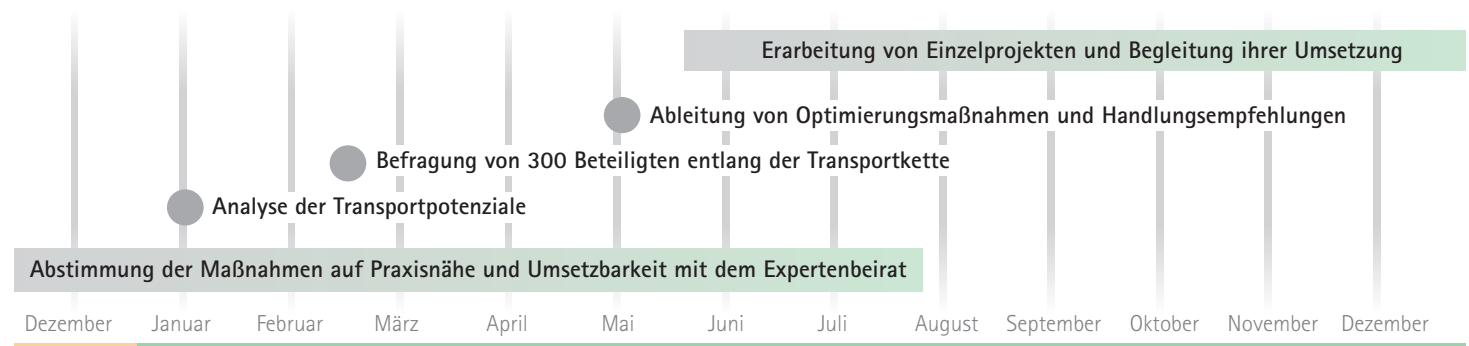 Erarbeitung von Einzelprojekten und Begleitung ihrer Umsetzung
Ableitung von Optimierungsmaßnahmen und Handlungsempfehlungen
Befragung von 300 Beteiligten entlang der Transportkette
Analyse der Transportpotenziale
Abstimmung der Maßnahmen auf Praxisnähe und Umsetzbarkeit mit dem Expertenbeirat
Dezember Januar Februar März April Mai Juni Juli August September Oktober November Dezember